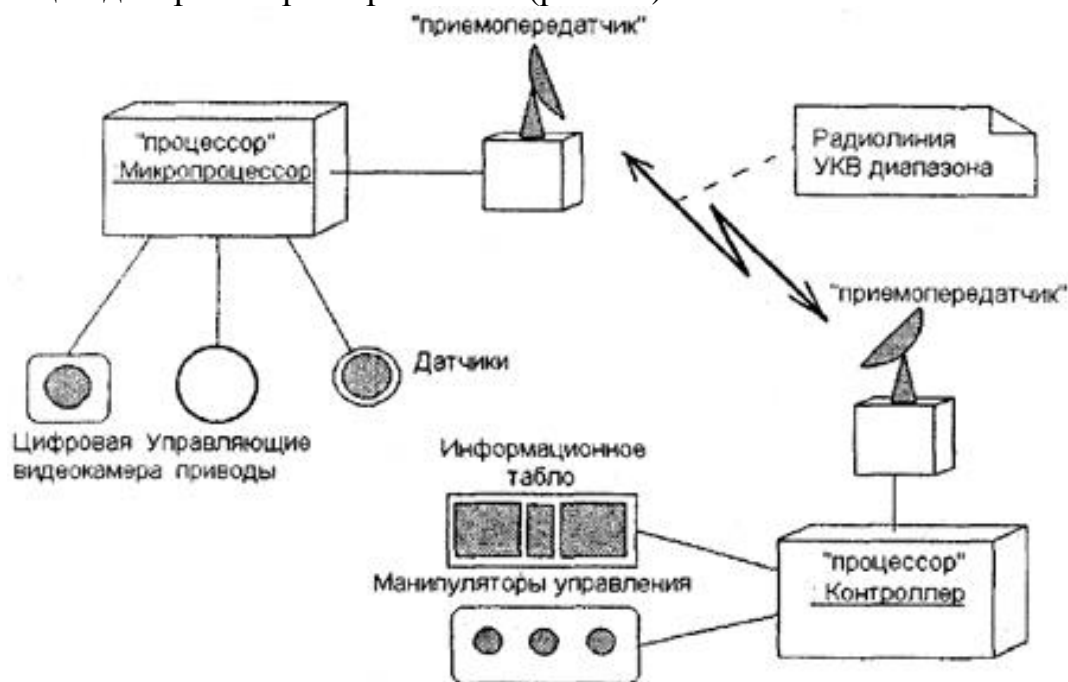 "приемопередатчик"
"процессор"
Микропроцессор
Радиолиния
УКВ диапазона
"приемопередатчик"
Датчики
Цифровая
видеокамера
Управляющие
приводы
Информационное
табло
Манипуляторы управления
"процессор"
: Контроллер